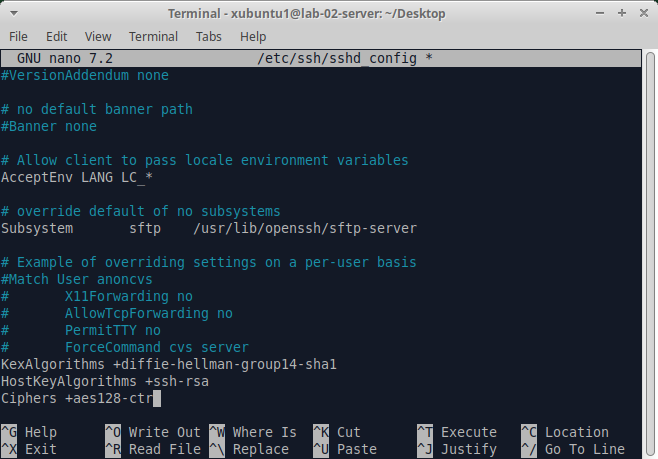 Terminal - xubuntu1@lab-02-server: ~/Desktop
File Edit View Terminal Tabs Help
GNU nano 7.2 /etc/ssh/sshd_config *
#VersionAddendum none
# no default banner path
#Banner none
# Allow client to pass locale environment variables
AcceptEnv LANG LC_*
# override default of no subsystems
Subsystem sftp /usr/lib/openssh/sftp-server
# Example of overriding settings on a per-user basis
#Match User anoncvs
# X11Forwarding no
# AllowTcpForwarding no
# PermitTTY no
# ForceCommand cvs server
KexAlgorithms +diffie-hellman-group14-sha1
HostKeyAlgorithms +ssh-rsa
Ciphers +aes128-ctr
^G Help ^O Write Out ^W Where Is ^K Cut ^T Execute ^C Location
^X Exit ^R Read File ^\ Replace ^U Paste ^J Justify ^/ Go To Line